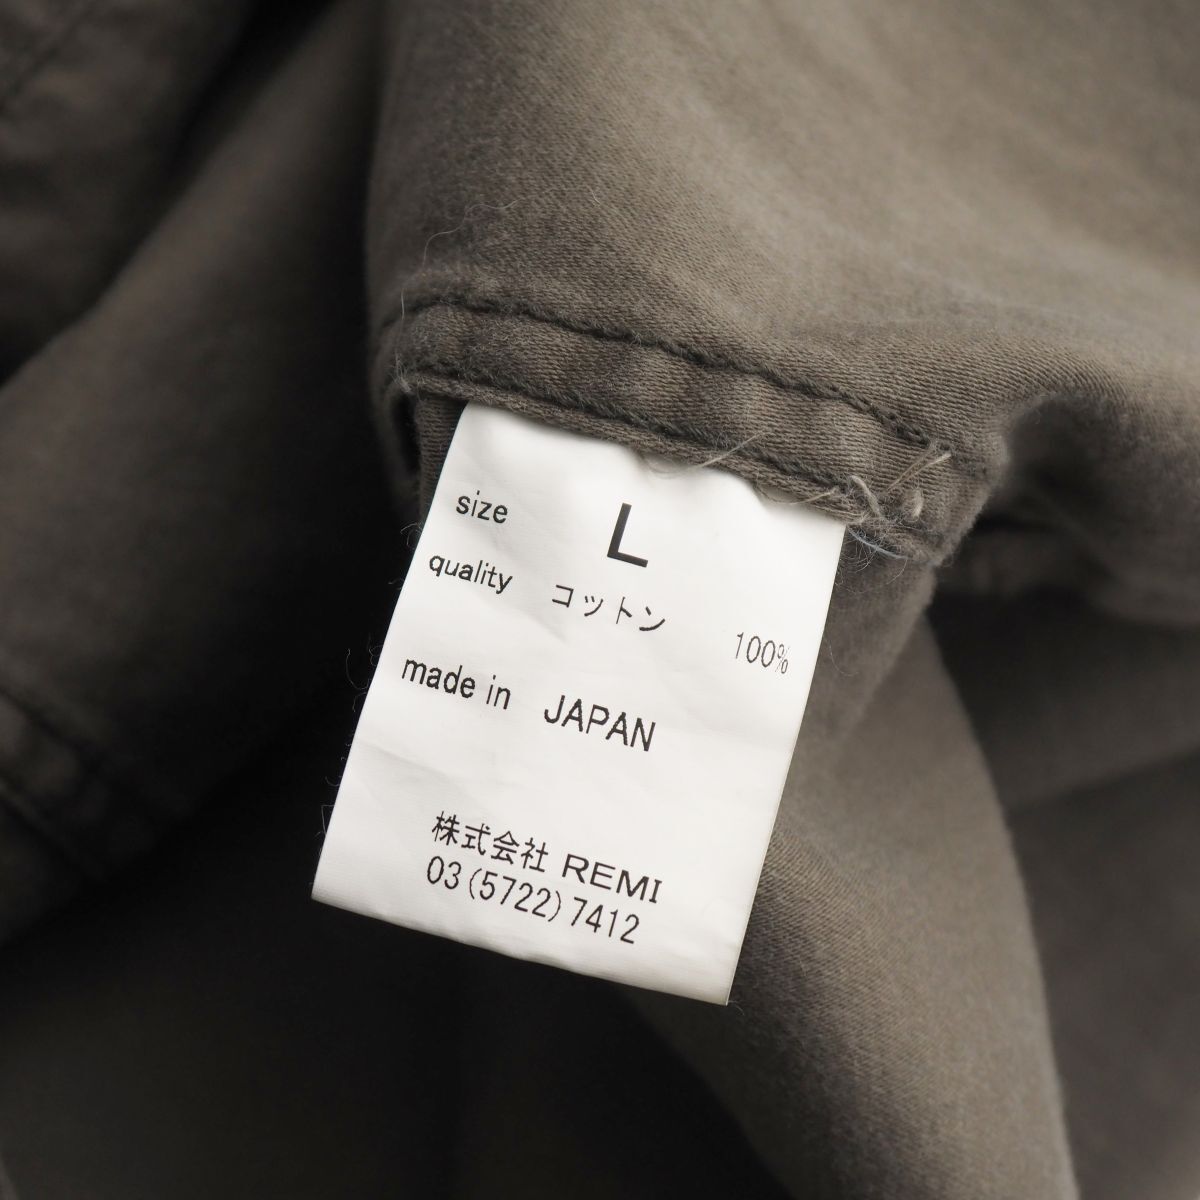 size L
quality コットン 100%
made in JAPAN
株式会社 REMI
03(5722)7412